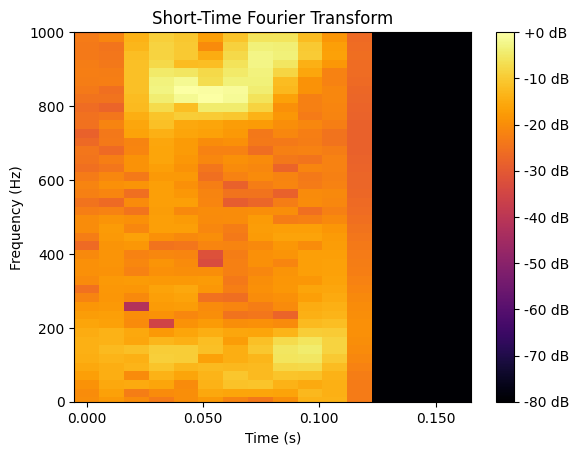 Short-Time Fourier Transform
Frequency (Hz)
1000
800
600
400
200
0
0.000
0.050
0.100
0.150
Time (s)
+0 dB
-10 dB
-20 dB
-30 dB
-40 dB
-50 dB
-60 dB
-70 dB
-80 dB